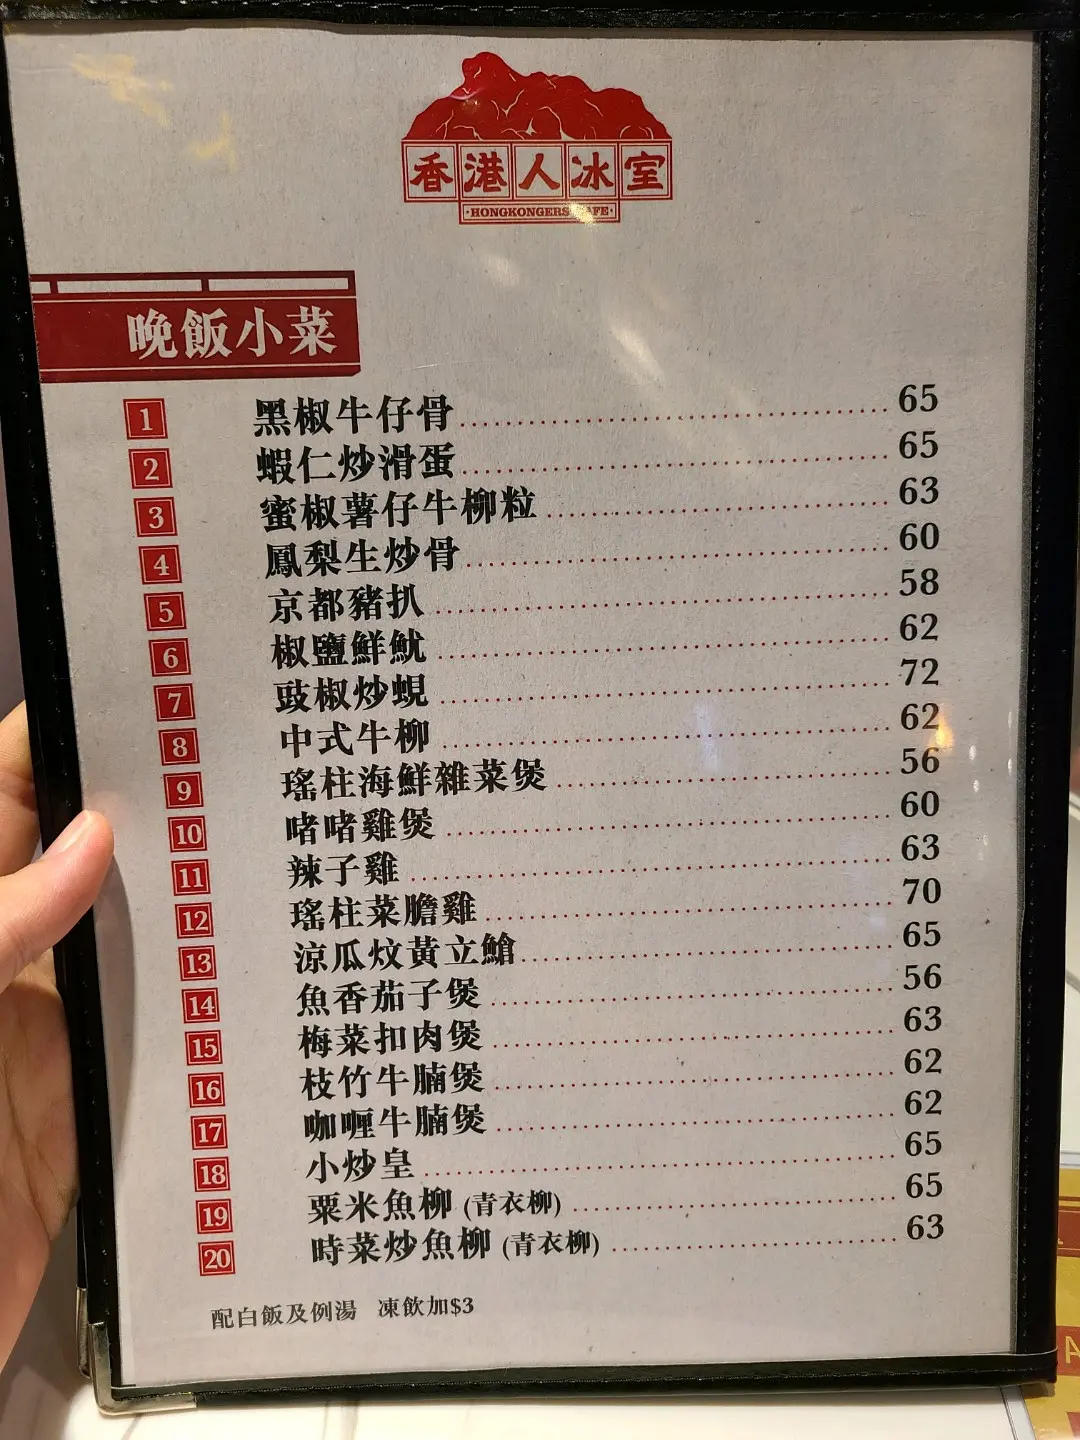 香港人冰室
·HONGKONGERS CAFE·
晚飯小菜
1 黑椒牛仔骨 65
2 蝦仁炒滑蛋 65
3 蜜椒薯仔牛柳粒 63
4 鳳梨生炒骨 60
5 京都豬扒 58
6 椒鹽鮮魷 62
7 豉椒炒蜆 72
8 中式牛柳 62
9 瑤柱海鮮雜菜煲 56
10 啫啫雞煲 60
11 辣子雞 63
12 瑤柱菜膽雞 70
13 涼瓜炆黃立鯧 65
14 魚香茄子煲 56
15 梅菜扣肉煲 63
16 枝竹牛腩煲 62
17 咖喱牛腩煲 62
18 小炒皇 65
19 粟米魚柳 (青衣柳) 65
20 時菜炒魚柳 (青衣柳) 63
配白飯及例湯 凍飲加$3